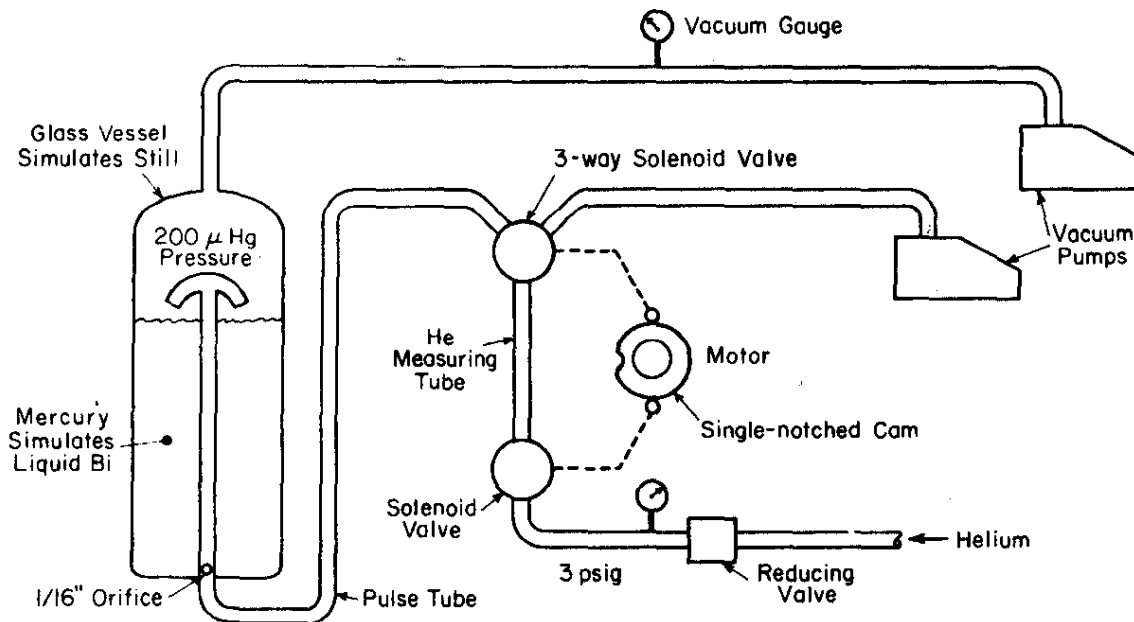 Vacuum Gauge
Glass Vessel
Simulates Still
3-way Solenoid Valve
200 μ Hg
Pressure
Vacuum
Pumps
He
Measuring
Tube
Motor
Mercury
Simulates
Liquid Bi
Single-notched Cam
Solenoid
Valve
Helium
3 psig
Reducing
Valve
1/16" Orifice
Pulse Tube